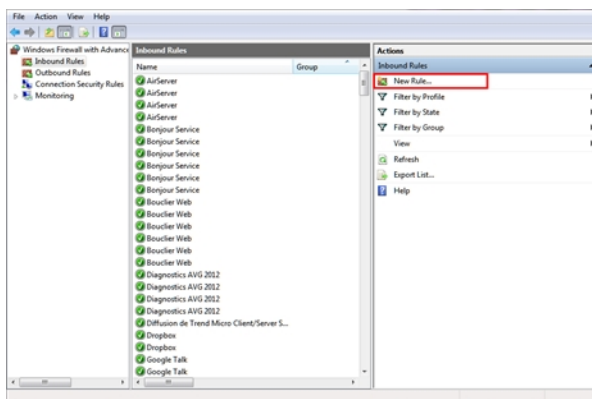 File Action View Help
Windows Firewall with Advance
Inbound Rules
Outbound Rules
Connection Security Rules
Monitoring
Inbound Rules
Name Group
AirServer
AirServer
AirServer
AirServer
Bonjour Service
Bonjour Service
Bonjour Service
Bonjour Service
Bonjour Service
Bonjour Service
Bouclier Web
Bouclier Web
Bouclier Web
Bouclier Web
Bouclier Web
Bouclier Web
Diagnostics AVG 2012
Diagnostics AVG 2012
Diagnostics AVG 2012
Diagnostics AVG 2012
Diffusion de Trend Micro Client/Server S...
Dropbox
Dropbox
Google Talk
Google Talk
Actions
Inbound Rules
New Rule...
Filter by Profile
Filter by State
Filter by Group
View
Refresh
Export List...
Help